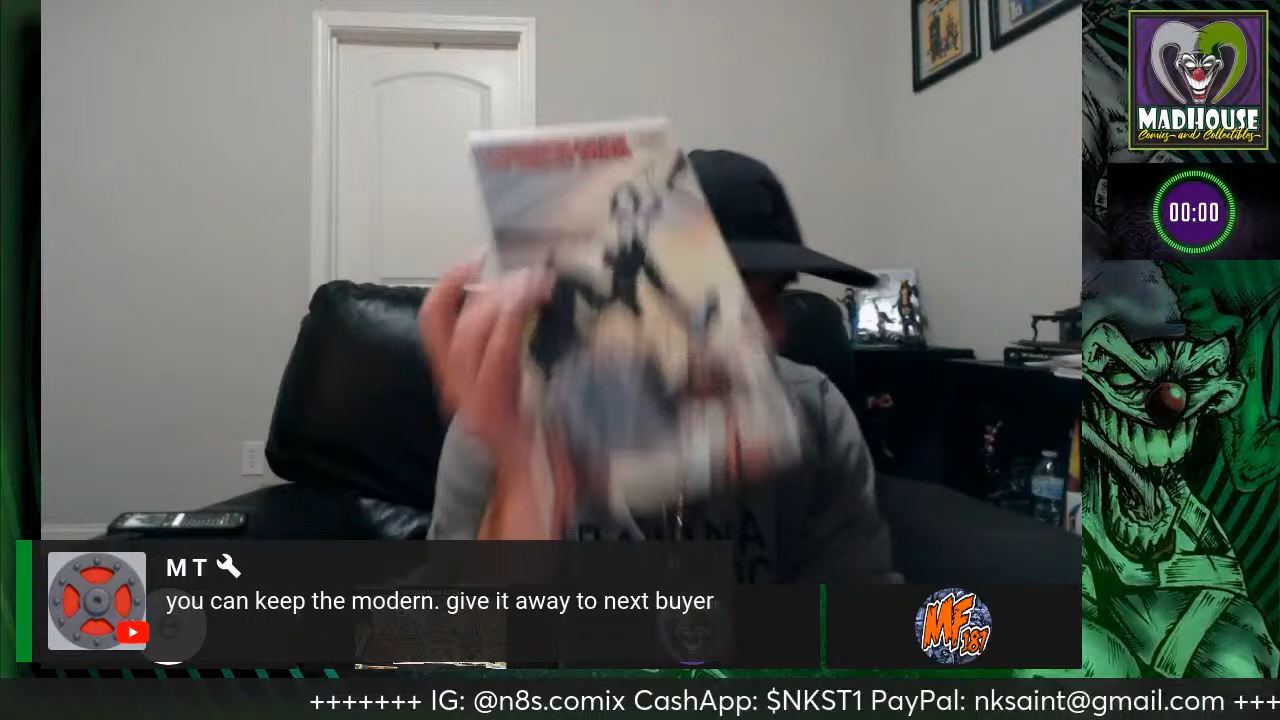 MADHOUSE
Comics and Collectibles
00:00
M T
you can keep the modern. give it away to next buyer
MF
187
+++++++ IG: @n8s.comix CashApp: $NKST1 PayPal: nksaint@gmail.com +++